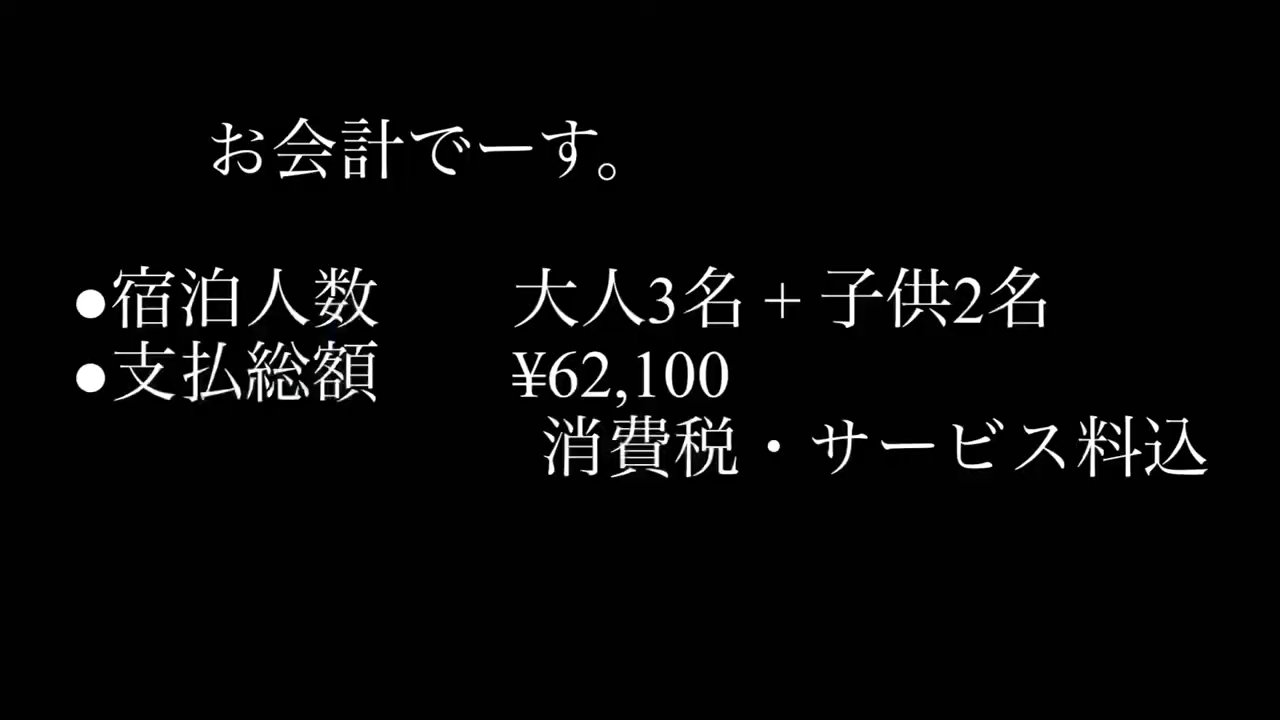 お会計でーす。
●宿泊人数 大人3名 + 子供2名
●支払総額 ¥62,100
消費税・サービス料込